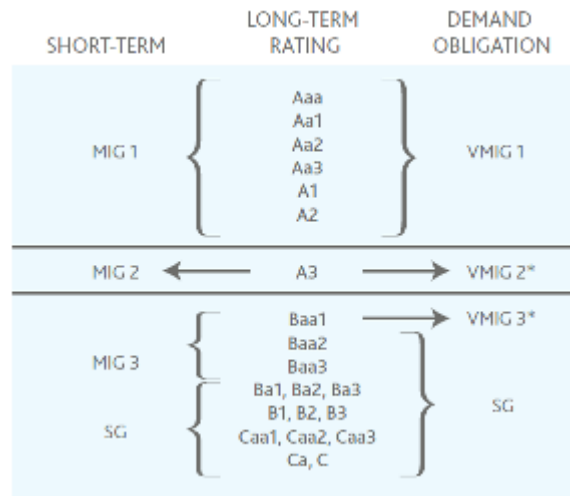 SHORT-TERM
LONG-TERM
RATING
DEMAND
OBLIGATION
MIG 1
Aaa
Aa1
Aa2
Aa3
A1
A2
VMIG 1
MIG 2
A3
VMIG 2*
MIG 3
Baa1
Baa2
Baa3
VMIG 3*
SG
Ba1, Ba2, Ba3
B1, B2, B3
Caa1, Caa2, Caa3
Ca, C
SG